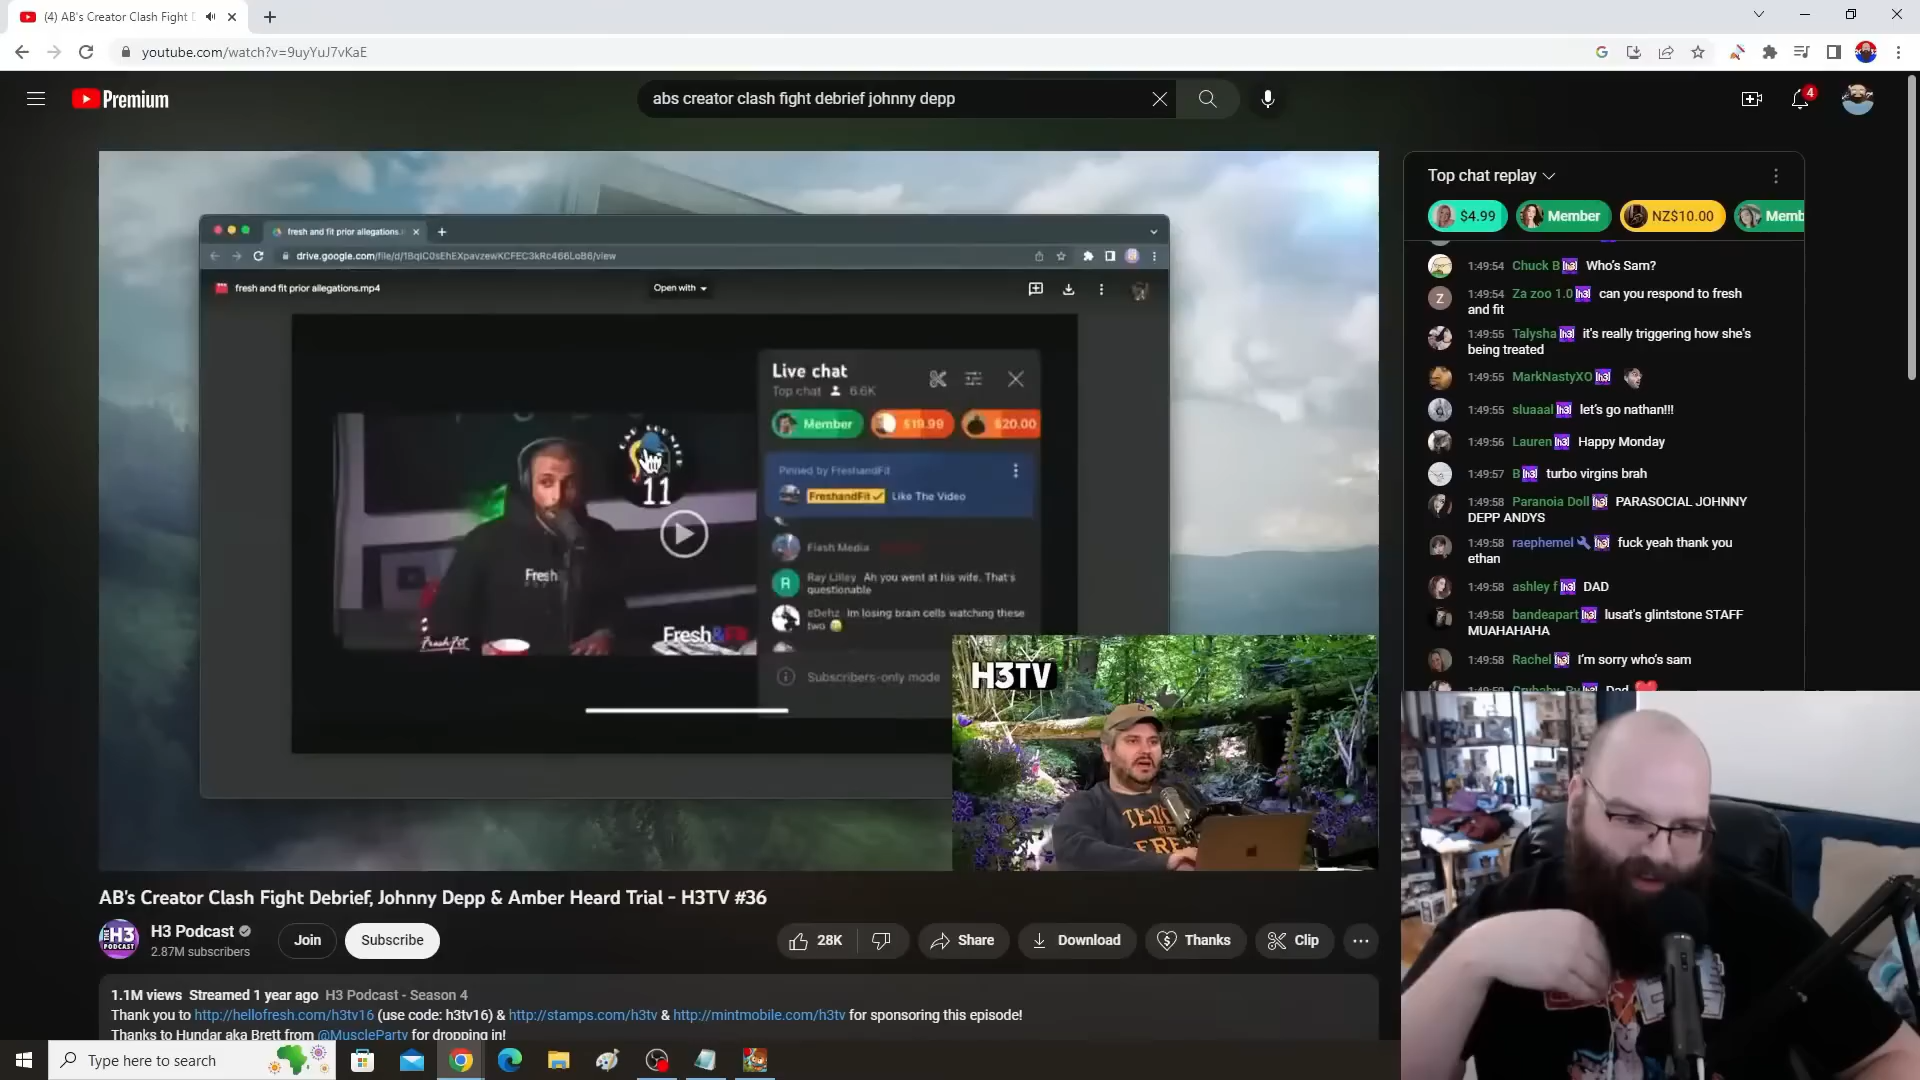 (4) AB's Creator Clash Fight D
youtube.com/watch?v=9uyYuJ7vKaE
Premium
abs creator clash fight debrief johnny depp
4
fresh and fit prior allegations.
drive.google.com/file/d/1BqIC0sEhEXpavzewKCFEC3kRc466LoB6/view
fresh and fit prior allegations.mp4
Open with
Live chat
Top chat 6.6K
Member
$19.99
$20.00
Pinned by FreshandFit
FreshandFit Like The Video
Flash Media
Ray Lilley Ah you went at his wife. That's
questionable
eDehz Im losing brain cells watching these
two
Subscribers-only mode
11
Fresh
Fresh&Fit
H3TV
Top chat replay
$4.99
Member
NZ$10.00
Memb
1:49:54 Chuck B Who's Sam?
1:49:54 Za zoo 1.0 can you respond to fresh
and fit
1:49:55 Talysha it's really triggering how she's
being treated
1:49:55 MarkNastyXO
1:49:55 sluaaal let's go nathan!!!
1:49:56 Lauren Happy Monday
1:49:57 B turbo virgins brah
1:49:58 Paranoia Doll PARASOCIAL JOHNNY
DEPP ANDYS
1:49:58 raephemel fuck yeah thank you
ethan
1:49:58 ashley f DAD
1:49:58 bandeapart lusat's glintstone STAFF
MUAHAHAHA
1:49:58 Rachel I'm sorry who's sam
AB's Creator Clash Fight Debrief, Johnny Depp & Amber Heard Trial - H3TV #36
THE H3 PODCAST
H3 Podcast
2.87M subscribers
Join
Subscribe
28K
Share
Download
Thanks
Clip
1.1M views Streamed 1 year ago H3 Podcast - Season 4
Thank you to http://hellofresh.com/h3tv16 (use code: h3tv16) & http://stamps.com/h3tv & http://mintmobile.com/h3tv for sponsoring this episode!
Thanks to Hundar aka Brett from @MuscleParty for dropping in!
Type here to search